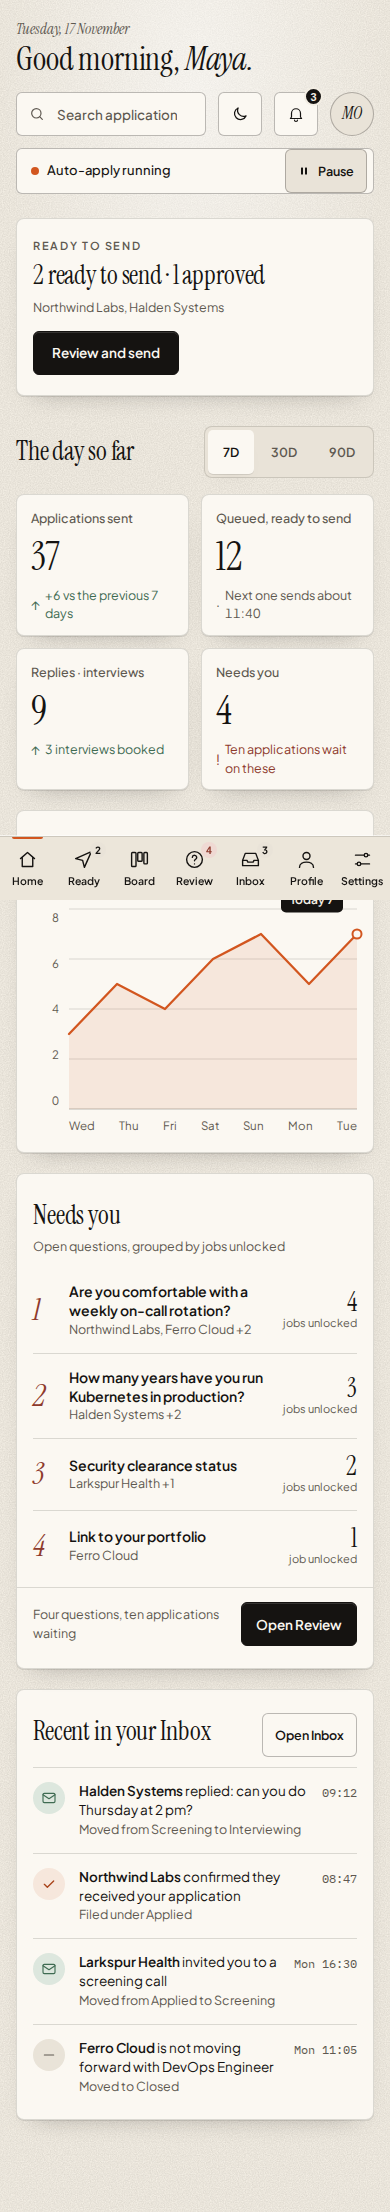 Tuesday, 17 November
Good morning, Maya.
Search application
3
MO
Auto-apply running
Pause
READY TO SEND
2 ready to send · 1 approved
Northwind Labs, Halden Systems
Review and send
The day so far
7D 30D 90D
Applications sent
37
↑ +6 vs the previous 7
days
Queued, ready to send
12
· Next one sends about
11:40
Replies · interviews
9
↑ 3 interviews booked
Needs you
4
! Ten applications wait
on these
2 4 3
Home Ready Board Review Inbox Profile Settings
Today 7
8
6
4
2
0
Wed Thu Fri Sat Sun Mon Tue
Needs you
Open questions, grouped by jobs unlocked
1
Are you comfortable with a
weekly on-call rotation?
Northwind Labs, Ferro Cloud +2
4
jobs unlocked
2
How many years have you run
Kubernetes in production?
Halden Systems +2
3
jobs unlocked
3
Security clearance status
Larkspur Health +1
2
jobs unlocked
4
Link to your portfolio
Ferro Cloud
1
job unlocked
Four questions, ten applications
waiting
Open Review
Recent in your Inbox
Open Inbox
Halden Systems replied: can you do
Thursday at 2 pm?
Moved from Screening to Interviewing
09:12
Northwind Labs confirmed they
received your application
Filed under Applied
08:47
Larkspur Health invited you to a
screening call
Moved from Applied to Screening
Mon 16:30
Ferro Cloud is not moving
forward with DevOps Engineer
Moved to Closed
Mon 11:05